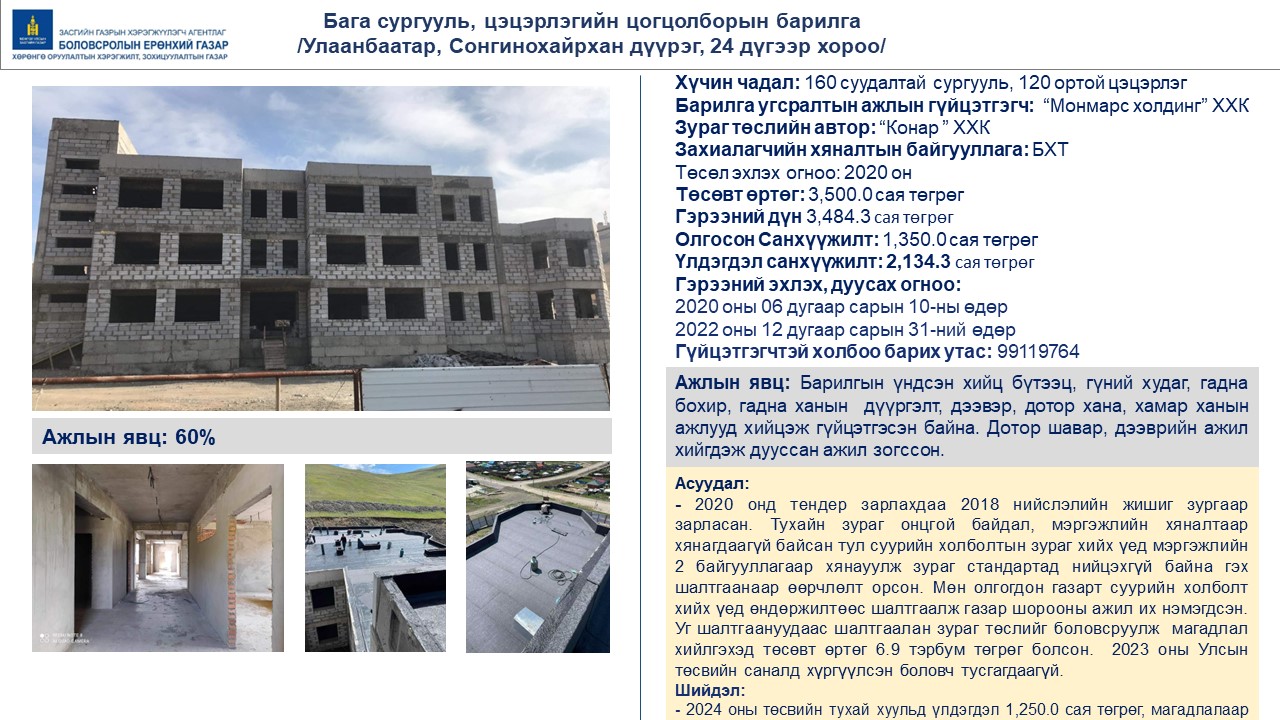 ЗАСГИЙН ГАЗРЫН ХЭРЭГЖҮҮЛЭГЧ АГЕНТЛАГ
БОЛОВСРОЛЫН ЕРӨНХИЙ ГАЗАР
ХӨРӨНГӨ ОРУУЛАЛТЫН ХЭРЭГЖИЛТ, ЗОХИЦУУЛАЛТЫН ГАЗАР
Бага сургууль, цэцэрлэгийн цогцолборын барилга
/Улаанбаатар, Сонгинохайрхан дүүрэг, 24 дүгээр хороо/
Ажлын явц: 60%
Хүчин чадал: 160 суудалтай сургууль, 120 ортой цэцэрлэг
Барилга угсралтын ажлын гүйцэтгэгч: “Монмарс холдинг” ХХК
Зураг төслийн автор: “Конар ” ХХК
Захиалагчийн хяналтын байгууллага: БХТ
Төсөл эхлэх огноо: 2020 он
Төсөвт өртөг: 3,500.0 сая төгрөг
Гэрээний дүн 3,484.3 сая төгрөг
Олгосон Санхүүжилт: 1,350.0 сая төгрөг
Үлдэгдэл санхүүжилт: 2,134.3 сая төгрөг
Гэрээний эхлэх, дуусах огноо:
2020 оны 06 дугаар сарын 10-ны өдөр
2022 оны 12 дугаар сарын 31-ний өдөр
Гүйцэтгэгчтэй холбоо барих утас: 99119764
Ажлын явц: Барилгын үндсэн хийц бүтээц, гүний худаг, гадна
бохир, гадна ханын дүүргэлт, дээвэр, дотор хана, хамар ханын
ажлууд хийцэж гүйцэтгэсэн байна. Дотор шавар, дээврийн ажил
хийгдэж дууссан ажил зогссон.
Асуудал:
- 2020 онд тендер зарлахдаа 2018 нийслэлийн жишиг зургаар
зарласан. Тухайн зураг онцгой байдал, мэргэжлийн хяналтаар
хянагдаагүй байсан тул суурийн холболтын зураг хийх үед мэргэжлийн
2 байгууллагаар хянауулж зураг стандартад нийцэхгүй байна гэх
шалтгаанаар өөрчлөлт орсон. Мөн олгогдон газарт суурийн холболт
хийх үед өндөржилтөөс шалтгаалж газар шорооны ажил их нэмэгдсэн.
Уг шалтгаануудаас шалтгаалан зураг төслийг боловсруулж магадлал
хийлгэхэд төсөвт өртөг 6.9 тэрбум төгрөг болсон. 2023 оны Улсын
төсвийн саналд хүргүүлсэн боловч тусгагдаагүй.
Шийдэл:
- 2024 оны төсвийн тухай хуульд үлдэгдэл 1,250.0 сая төгрөг, магадлалаар